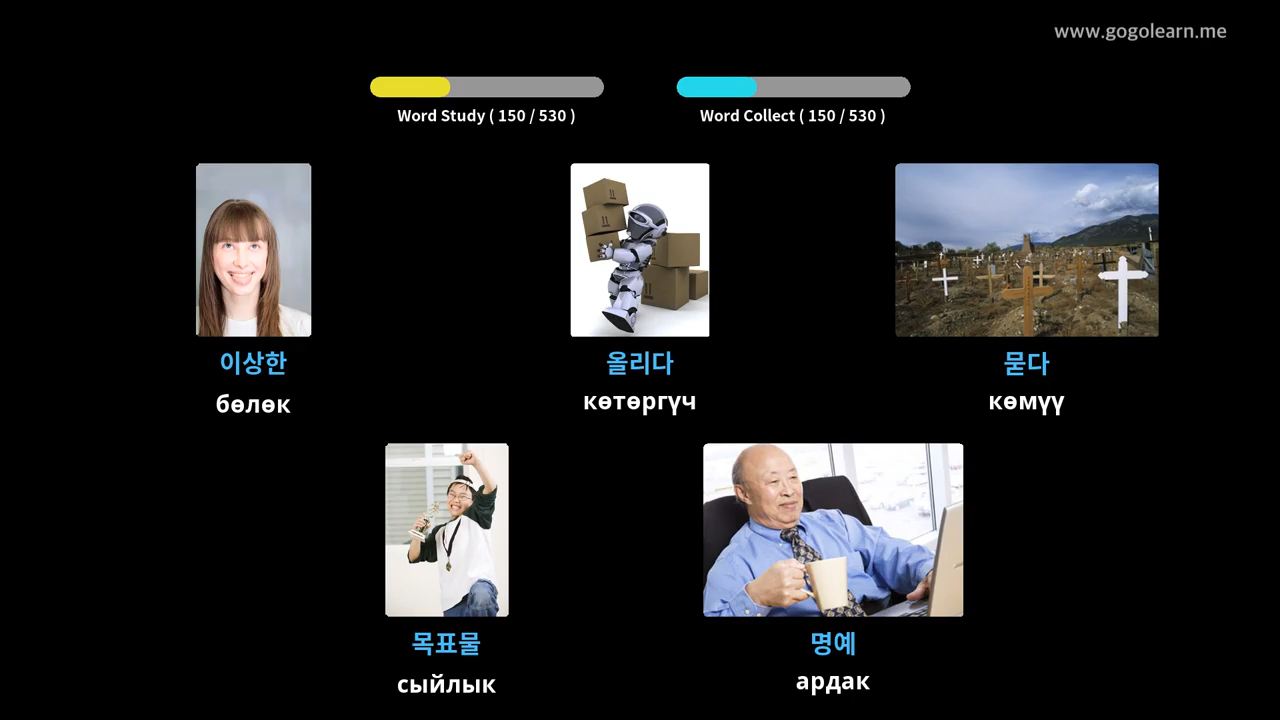 www.gogolearn.me
Word Study ( 150 / 530 )
Word Collect ( 150 / 530 )
이상한
бөлөк
올리다
көтөргүч
묻다
көмүү
목표물
сыйлык
명예
ардак